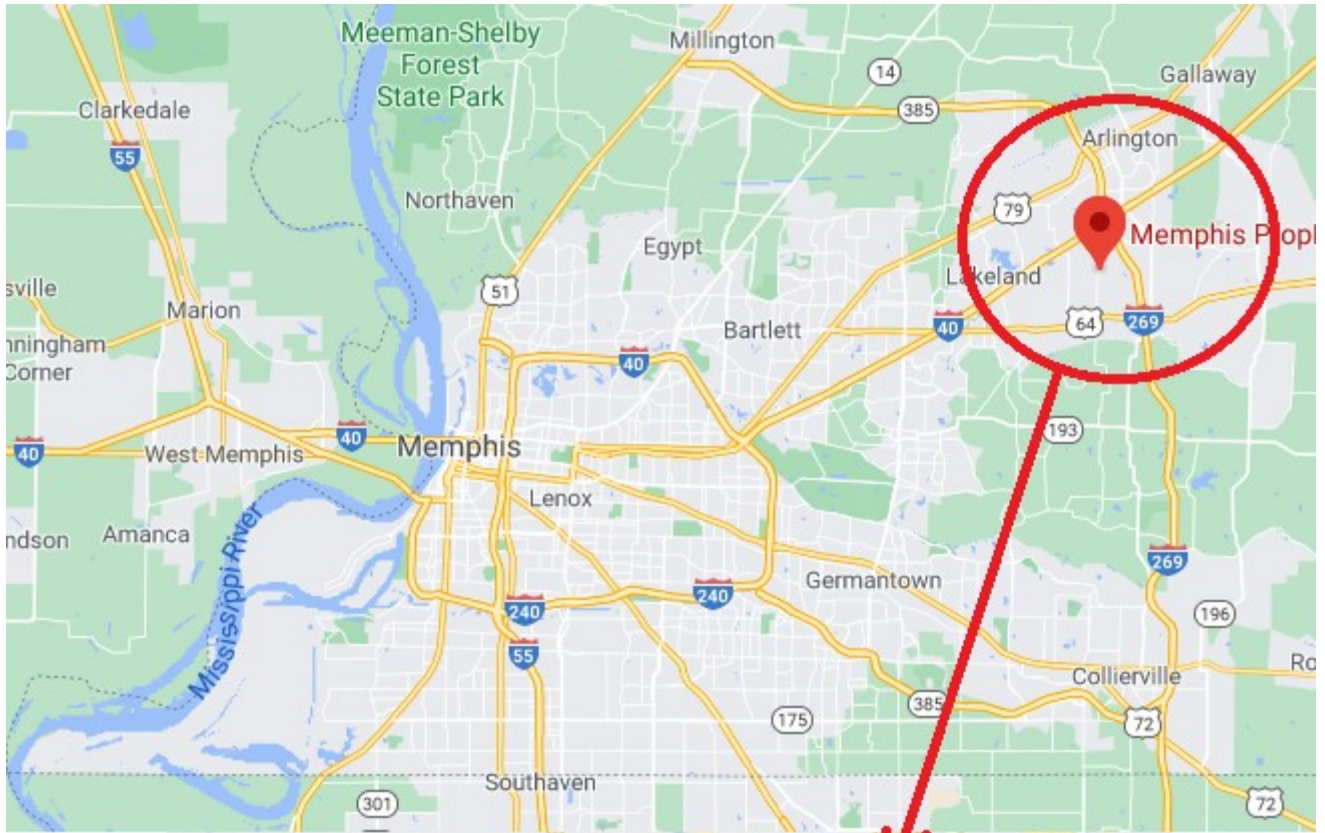 Meeman-Shelby
Forest
State Park
Millington
14
Gallaway
Clarkedale
385
Arlington
55
Northaven
79
Egypt
Memphis Peopl
Lakeland
sville
51
Marion
Bartlett
40
64
269
nningham
Corner
40
193
40
40
Memphis
West Memphis
Lenox
ndson
Amanca
Mississippi River
Germantown
269
240
240
196
55
Ro
Collierville
385
175
72
Southaven
301
72